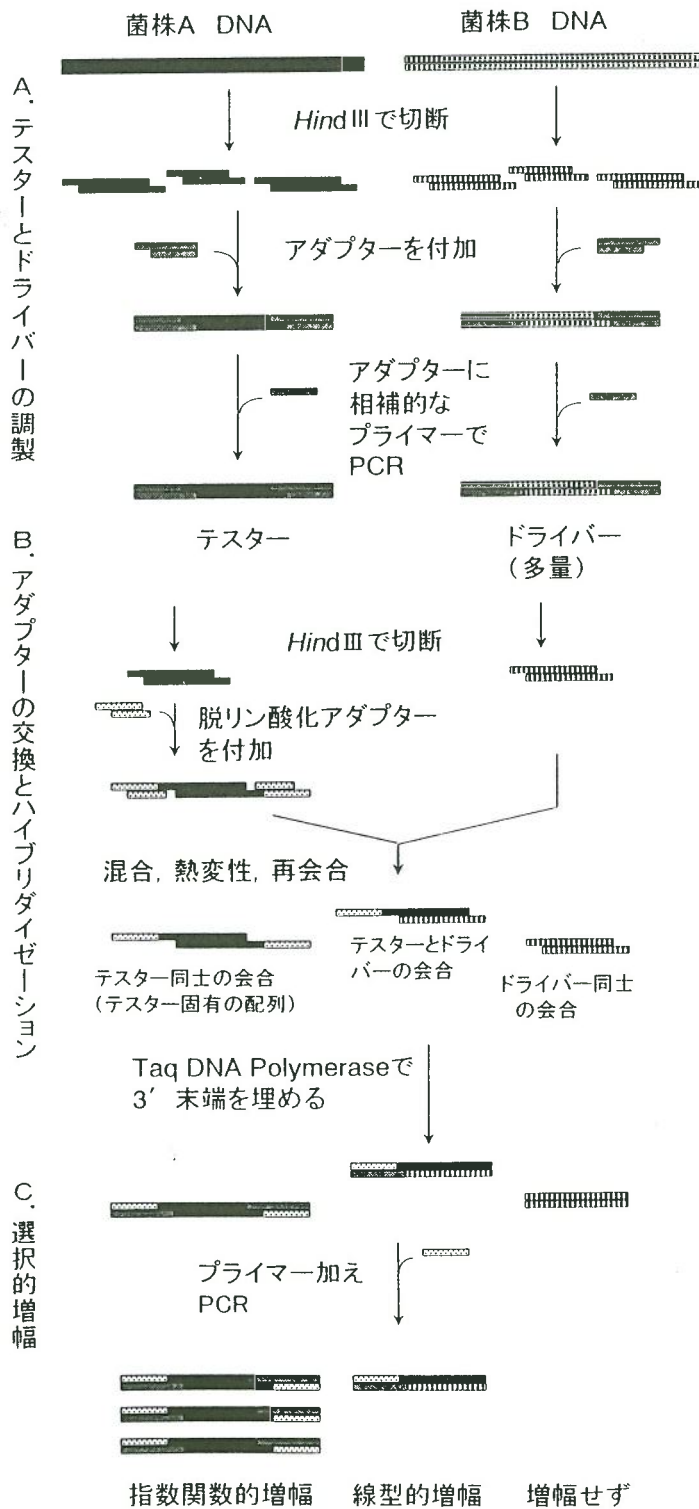 菌株A DNA
菌株B DNA
A. テスターとドライバーの調製
HindⅢで切断
アダプターを付加
アダプターに
相補的な
プライマーで
PCR
テスター
ドライバー
(多量)
B. アダプターの交換とハイブリダイゼーション
HindⅢで切断
脱リン酸化アダプター
を付加
混合, 熱変性, 再会合
テスター同士の会合
(テスター固有の配列)
テスターとドライ
バーの会合
ドライバー同士
の会合
Taq DNA Polymeraseで
3′ 末端を埋める
C. 選択的増幅
プライマー加え
PCR
指数関数的増幅
線型的増幅
増幅せず